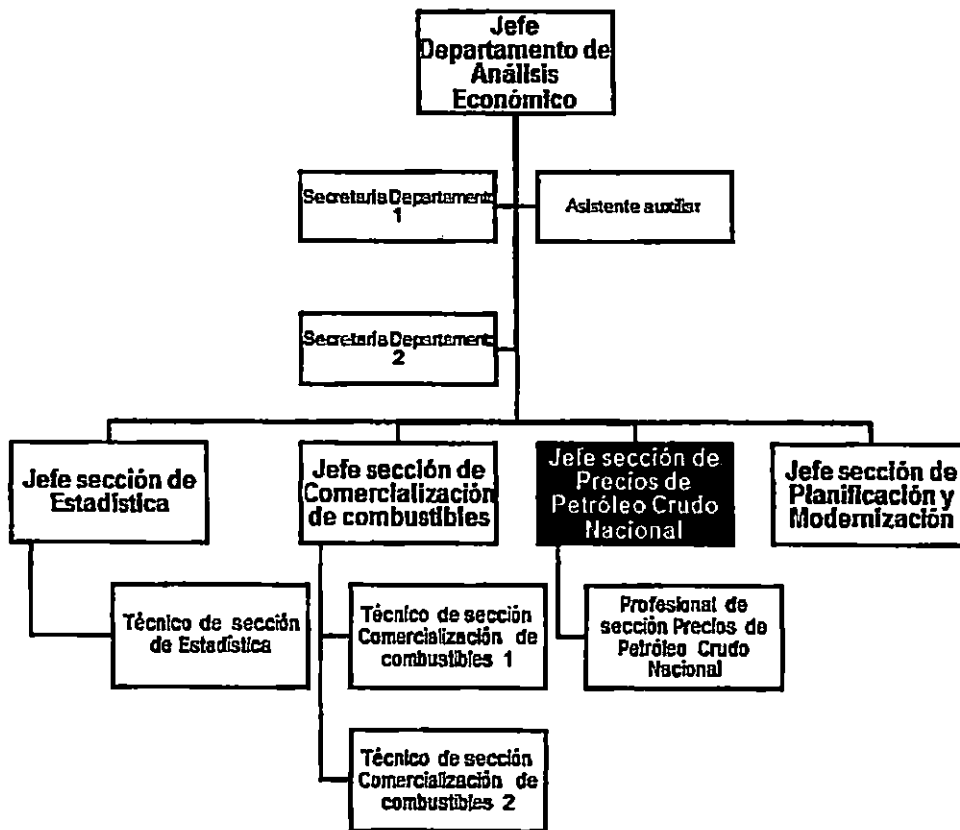 Jefe
Departamento de
Análisis
Económico
Secretaria Departamento
1
Asistente auxiliar
Secretaria Departamento
2
Jefe sección de
Estadística
Jefe sección de
Comercialización
de combustibles
Jefe sección de
Precios de
Petróleo Crudo
Nacional
Jefe sección de
Planificación y
Modernización
Técnico de sección
de Estadística
Técnico de sección
Comercialización de
combustibles 1
Profesional de
sección Precios de
Petróleo Crudo
Nacional
Técnico de sección
Comercialización de
combustibles 2